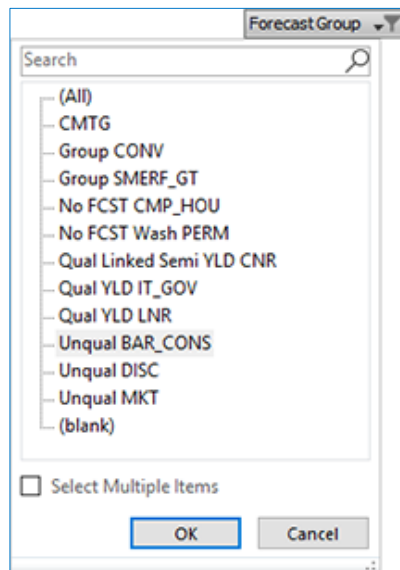 Forecast Group
Search
(All)
CMTG
Group CONV
Group SMERF_GT
No FCST CMP_HOU
No FCST Wash PERM
Qual Linked Semi YLD CNR
Qual YLD IT_GOV
Qual YLD LNR
Unqual BAR_CONS
Unqual DISC
Unqual MKT
(blank)
Select Multiple Items
OK Cancel